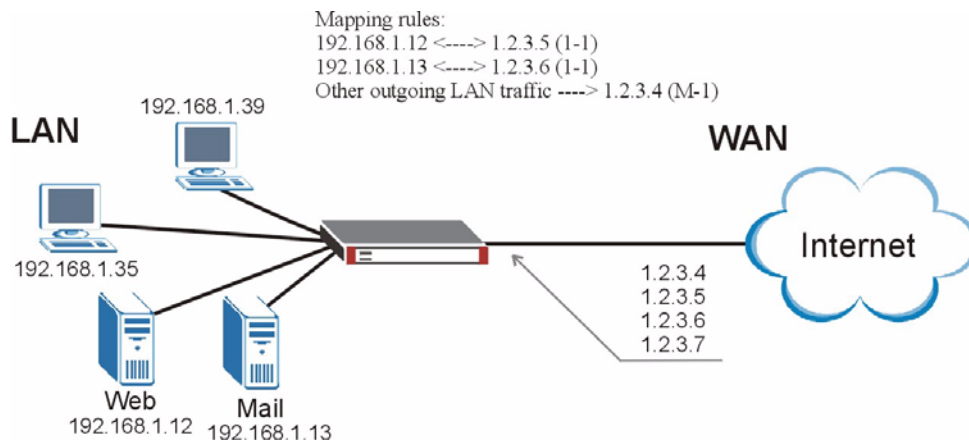 Mapping rules:
192.168.1.12 <----> 1.2.3.5 (1-1)
192.168.1.13 <----> 1.2.3.6 (1-1)
Other outgoing LAN traffic ----> 1.2.3.4 (M-1)
192.168.1.39
LAN
WAN
192.168.1.35
Internet
1.2.3.4
1.2.3.5
1.2.3.6
1.2.3.7
Web
192.168.1.12
Mail
192.168.1.13